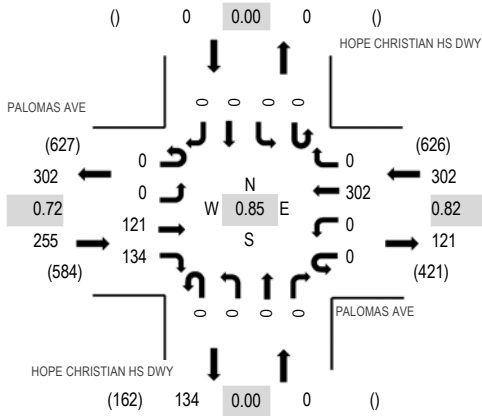 () 0 0.00 0 ()
HOPE CHRISTIAN HS DWY
PALOMAS AVE
0 0 0 0
(627) (626)
302 0 0 302
0.72 0 N 302 0.82
W 0.85 E
255 121 S 0 121
134 0
(584) (421)
0 0 0 0
PALOMAS AVE
HOPE CHRISTIAN HS DWY
(162) 134 0.00 0 ()